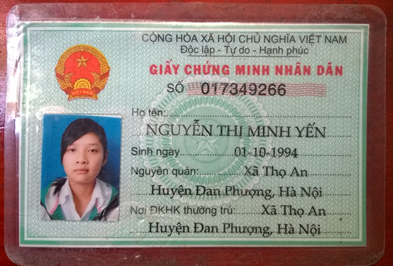 CỘNG HÒA XÃ HỘI CHỦ NGHĨA VIỆT NAM
Độc lập - Tự do - Hạnh phúc
GIẤY CHỨNG MINH NHÂN DÂN
SỐ 017349266
Họ tên:
NGUYỄN THỊ MINH YẾN
Sinh ngày 01-10-1994
Nguyên quán: Xã Thọ An
Huyện Đan Phượng, Hà Nội
Nơi ĐKHK thường trú: Xã Thọ An
Huyện Đan Phượng, Hà Nội